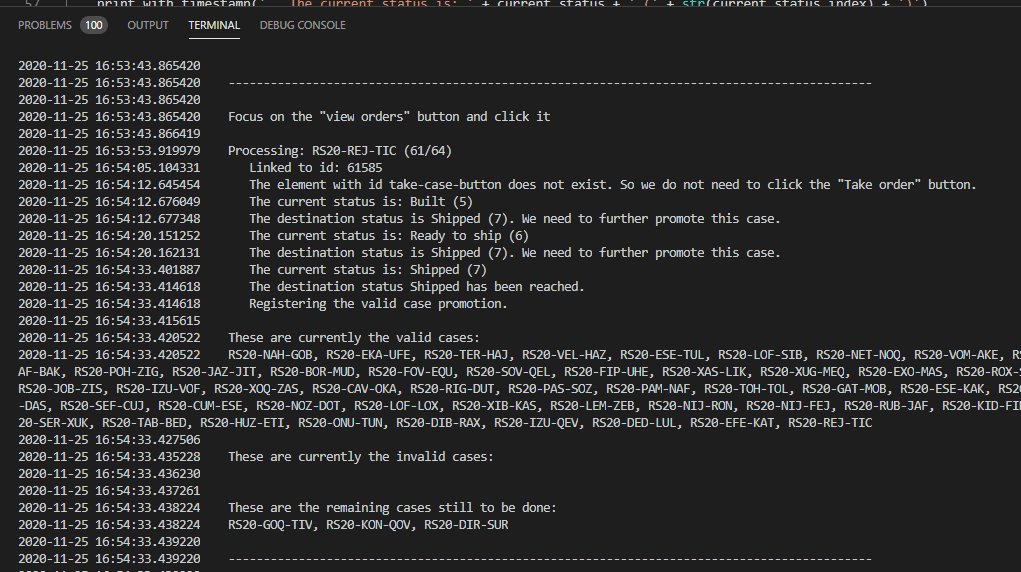 57 print_with_timestamp(" The current status is: " + current_status + " (" + str(current_status_index) + ")")
PROBLEMS 100 OUTPUT TERMINAL DEBUG CONSOLE
2020-11-25 16:53:43.865420
2020-11-25 16:53:43.865420 --------------------------------------------------------------------------------------------
2020-11-25 16:53:43.865420
2020-11-25 16:53:43.865420 Focus on the "view orders" button and click it
2020-11-25 16:53:43.866419
2020-11-25 16:53:53.919979 Processing: RS20-REJ-TIC (61/64)
2020-11-25 16:54:05.104331 Linked to id: 61585
2020-11-25 16:54:12.645454 The element with id take-case-button does not exist. So we do not need to click the "Take order" button.
2020-11-25 16:54:12.676049 The current status is: Built (5)
2020-11-25 16:54:12.677348 The destination status is Shipped (7). We need to further promote this case.
2020-11-25 16:54:20.151252 The current status is: Ready to ship (6)
2020-11-25 16:54:20.162131 The destination status is Shipped (7). We need to further promote this case.
2020-11-25 16:54:33.401887 The current status is: Shipped (7)
2020-11-25 16:54:33.414618 The destination status Shipped has been reached.
2020-11-25 16:54:33.414618 Registering the valid case promotion.
2020-11-25 16:54:33.415615
2020-11-25 16:54:33.420522 These are currently the valid cases:
2020-11-25 16:54:33.420522 RS20-NAH-GOB, RS20-EKA-UFE, RS20-TER-HAJ, RS20-VEL-HAZ, RS20-ESE-TUL, RS20-LOF-SIB, RS20-NET-NOQ, RS20-VOM-AKE,
AF-BAK, RS20-POH-ZIG, RS20-JAZ-JIT, RS20-BOR-MUD, RS20-FOV-EQU, RS20-SOV-QEL, RS20-FIP-UHE, RS20-XAS-LIK, RS20-XUG-MEQ, RS20-EXO-MAS, RS20-ROX-
RS20-JOB-ZIS, RS20-IZU-VOF, RS20-XOQ-ZAS, RS20-CAV-OKA, RS20-RIG-DUT, RS20-PAS-SOZ, RS20-PAM-NAF, RS20-TOH-TOL, RS20-GAT-MOB, RS20-ESE-KAK,
-DAS, RS20-SEF-CUJ, RS20-CUM-ESE, RS20-NOZ-DOT, RS20-LOF-LOX, RS20-XIB-KAS, RS20-LEM-ZEB, RS20-NIJ-RON, RS20-NIJ-FEJ, RS20-RUB-JAF,
20-SER-XUK, RS20-TAB-BED, RS20-HUZ-ETI, RS20-ONU-TUN, RS20-DIB-RAX, RS20-IZU-QEV, RS20-DED-LUL, RS20-EFE-KAT, RS20-REJ-TIC
2020-11-25 16:54:33.427506
2020-11-25 16:54:33.435228 These are currently the invalid cases:
2020-11-25 16:54:33.436230
2020-11-25 16:54:33.437261
2020-11-25 16:54:33.438224 These are the remaining cases still to be done:
2020-11-25 16:54:33.438224 RS20-GOQ-TIV, RS20-KON-QOV, RS20-DIR-SUR
2020-11-25 16:54:33.439220
2020-11-25 16:54:33.439220 --------------------------------------------------------------------------------------------